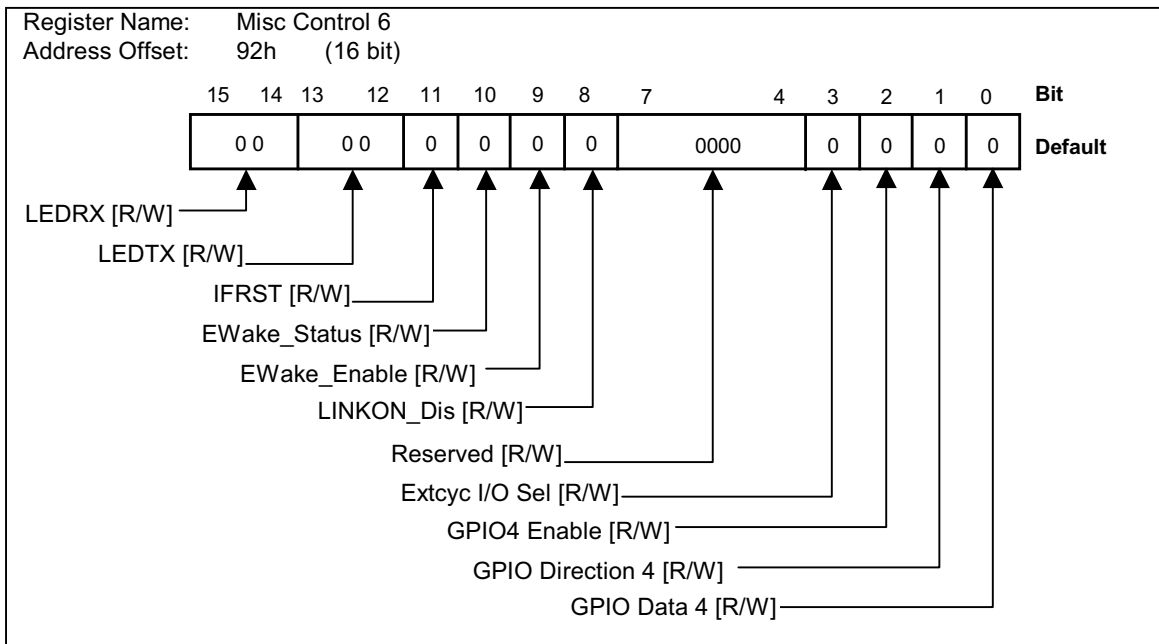 Register Name: Misc Control 6
Address Offset: 92h (16 bit)
15 14 13 12 11 10 9 8 7 4 3 2 1 0 Bit
0 0 0 0 0 0 0 0 0000 0 0 0 0 Default
LEDRX [R/W]
LEDTX [R/W]
IFRST [R/W]
EWake_Status [R/W]
EWake_Enable [R/W]
LINKON_Dis [R/W]
Reserved [R/W]
Extcyc I/O Sel [R/W]
GPIO4 Enable [R/W]
GPIO Direction 4 [R/W]
GPIO Data 4 [R/W]